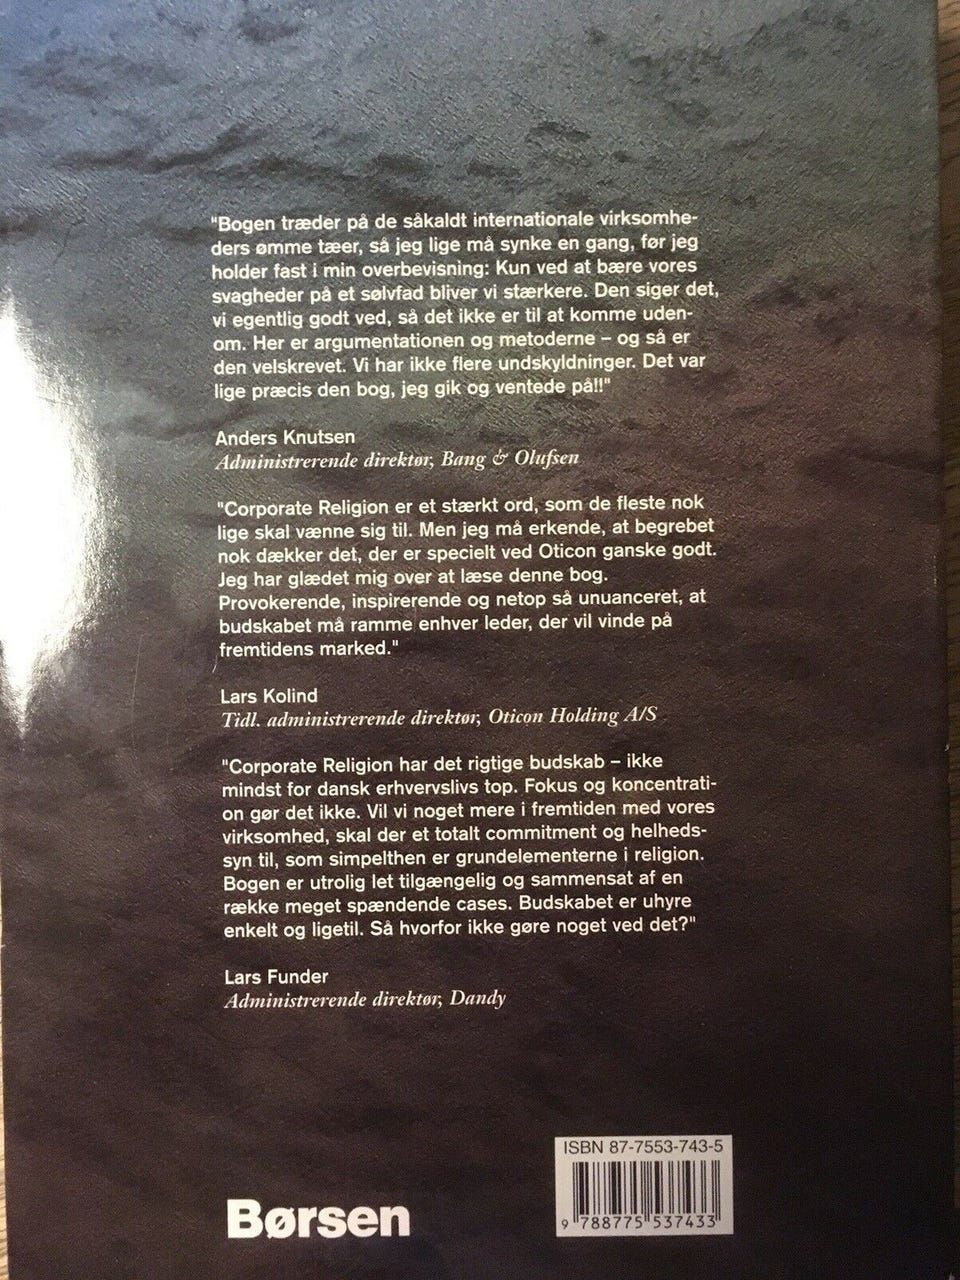 "Bogen træder på de såkaldt internationale virksomhe-
ders ømme tæer, så jeg lige må synke en gang, før jeg
holder fast i min overbevisning: Kun ved at bære vores
svagheder på et sølvfad bliver vi stærkere. Den siger det,
vi egentlig godt ved, så det ikke er til at komme uden-
om. Her er argumentationen og metoderne – og så er
den velskrevet. Vi har ikke flere undskyldninger. Det var
lige præcis den bog, jeg gik og ventede på!!"
Anders Knutsen
Administrerende direktør, Bang & Olufsen
"Corporate Religion er et stærkt ord, som de fleste nok
lige skal vænne sig til. Men jeg må erkende, at begrebet
nok dækker det, der er specielt ved Oticon ganske godt.
Jeg har glædet mig over at læse denne bog.
Provokerende, inspirerende og netop så unuanceret, at
budskabet må ramme enhver leder, der vil vinde på
fremtidens marked."
Lars Kolind
Tidl. administrerende direktør, Oticon Holding A/S
"Corporate Religion har det rigtige budskab – ikke
mindst for dansk erhvervslivs top. Fokus og koncentrati-
on gør det ikke. Vil vi noget mere i fremtiden med vores
virksomhed, skal der et totalt commitment og helheds-
syn til, som simpelthen er grundelementerne i religion.
Bogen er utrolig let tilgængelig og sammensat af en
række meget spændende cases. Budskabet er uhyre
enkelt og ligetil. Så hvorfor ikke gøre noget ved det?"
Lars Funder
Administrerende direktør, Dandy
ISBN 87-7553-743-5
9 788775 537433
Børsen